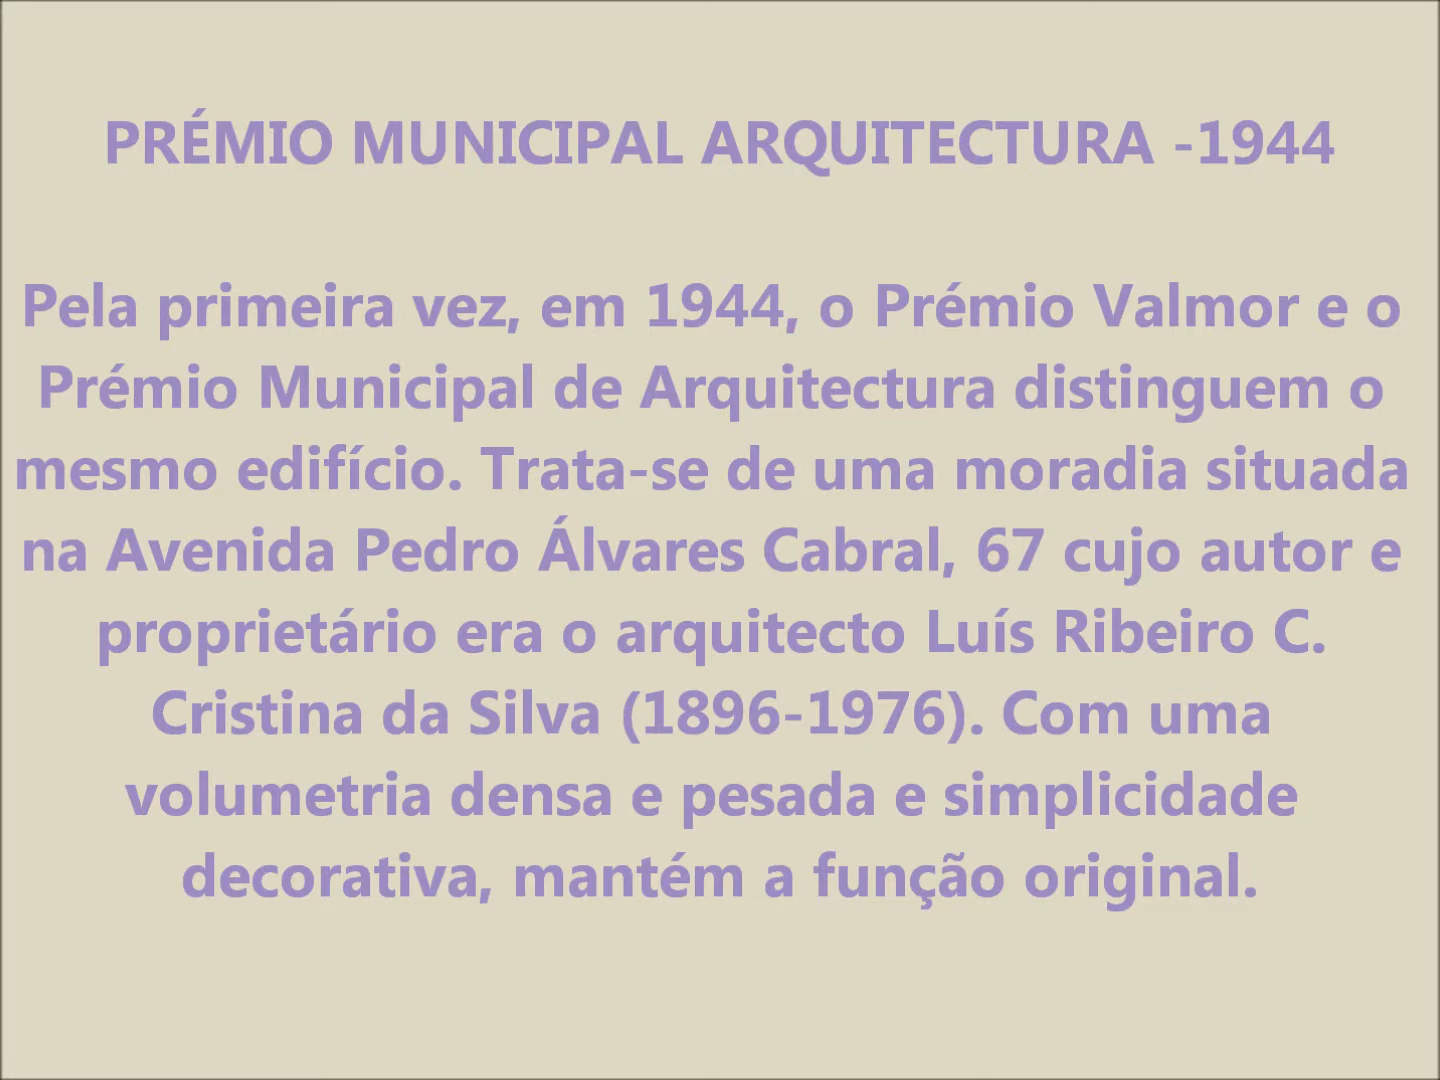 PRÉMIO MUNICIPAL ARQUITECTURA -1944
Pela primeira vez, em 1944, o Prémio Valmor e o
Prémio Municipal de Arquitectura distinguem o
mesmo edifício. Trata-se de uma moradia situada
na Avenida Pedro Álvares Cabral, 67 cujo autor e
proprietário era o arquitecto Luís Ribeiro C.
Cristina da Silva (1896-1976). Com uma
volumetria densa e pesada e simplicidade
decorativa, mantém a função original.